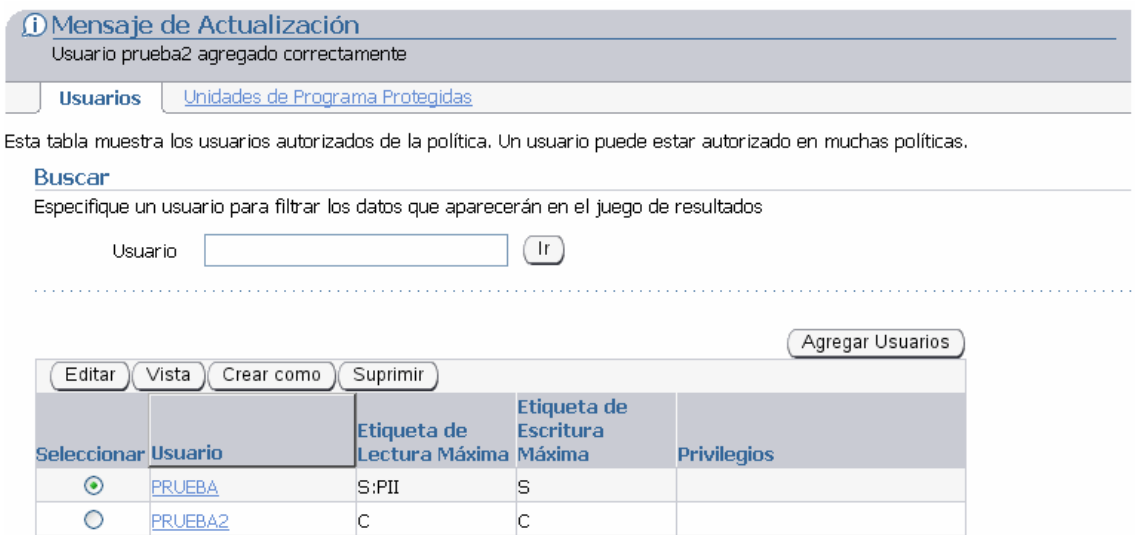 Mensaje de Actualización
Usuario prueba2 agregado correctamente
Usuarios Unidades de Programa Protegidas
Esta tabla muestra los usuarios autorizados de la política. Un usuario puede estar autorizado en muchas políticas.
Buscar
Especifique un usuario para filtrar los datos que aparecerán en el juego de resultados
Usuario Ir
Agregar Usuarios
Editar Vista Crear como Suprimir
Seleccionar Usuario Etiqueta de Lectura Máxima Etiqueta de Escritura Máxima Privilegios
PRUEBA S:PII S
PRUEBA2 C C